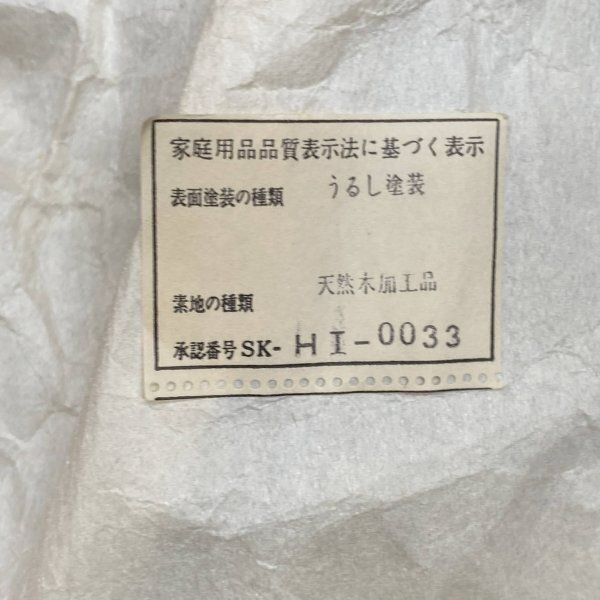 家庭用品品質表示法に基づく表示
表面塗装の種類 うるし塗装
素地の種類 天然木加工品
承認番号 SK-HI-0033